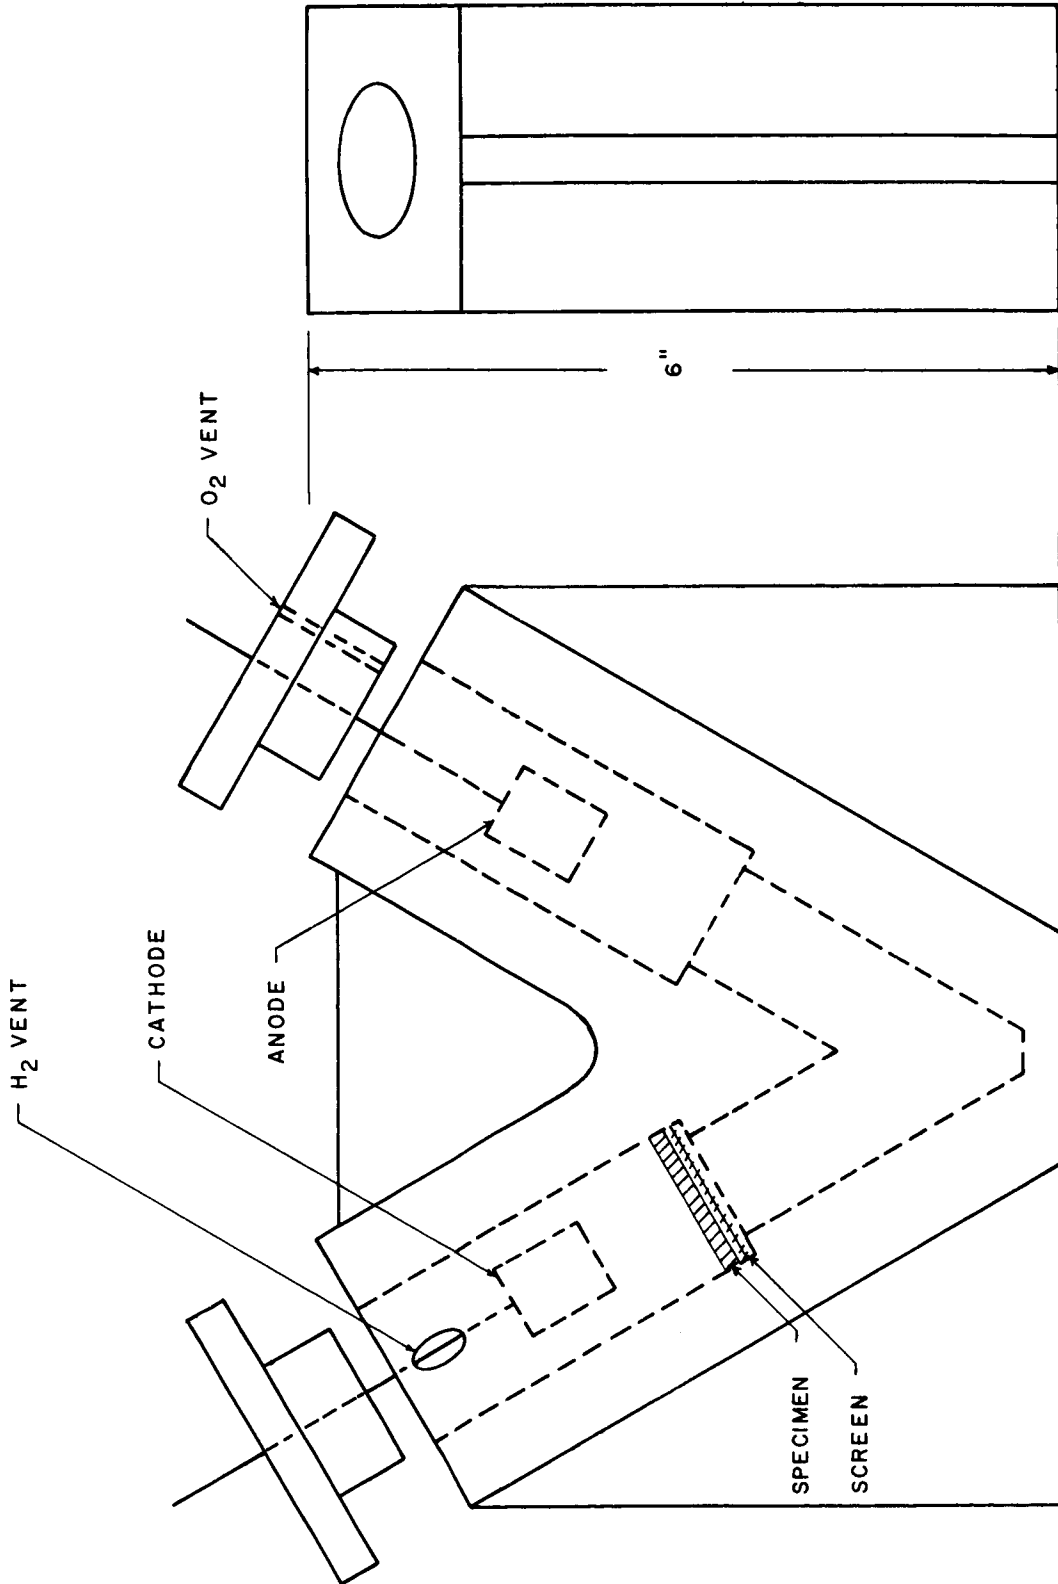 H2 VENT
CATHODE
ANODE
O2 VENT
6"
SPECIMEN
SCREEN